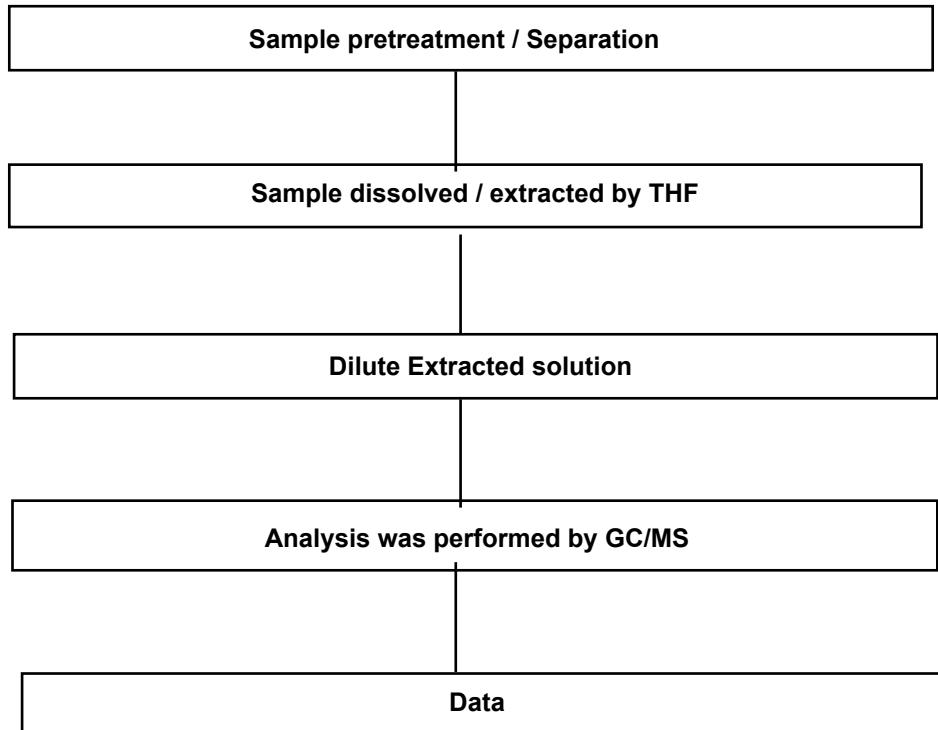 Sample pretreatment / Separation
Sample dissolved / extracted by THF
Dilute Extracted solution
Analysis was performed by GC/MS
Data